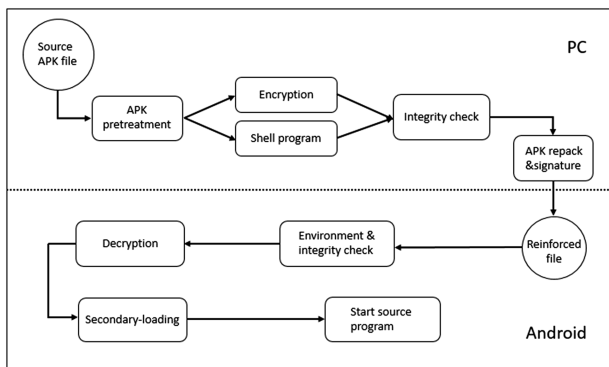 Source
APK file
PC
APK
pretreatment
Encryption
Shell program
Integrity check
APK repack
&signature
Decryption
Environment &
integrity check
Reinforced
file
Secondary-loading
Start source
program
Android